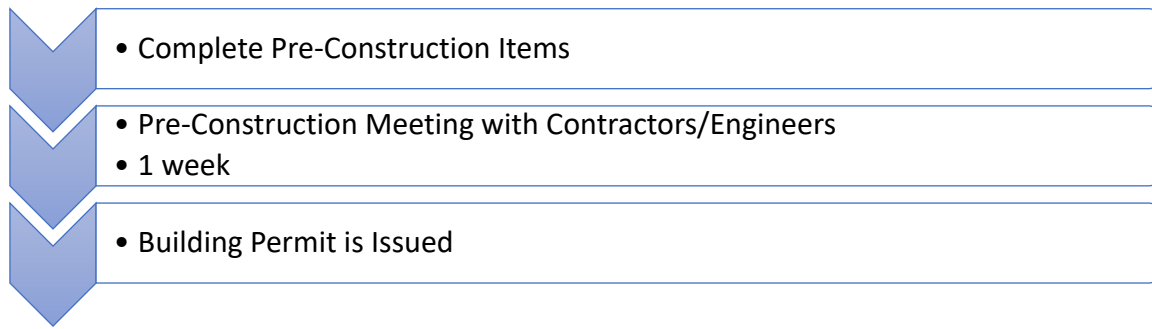 • Complete Pre-Construction Items
• Pre-Construction Meeting with Contractors/Engineers
• 1 week
• Building Permit is Issued